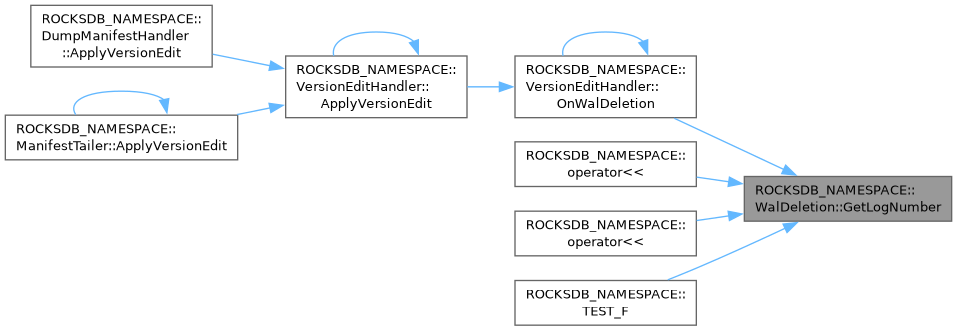 ROCKSDB_NAMESPACE::
DumpManifestHandler
::ApplyVersionEdit
ROCKSDB_NAMESPACE::
ManifestTailer::ApplyVersionEdit
ROCKSDB_NAMESPACE::
VersionEditHandler::
ApplyVersionEdit
ROCKSDB_NAMESPACE::
VersionEditHandler::
OnWalDeletion
ROCKSDB_NAMESPACE::
operator<<
ROCKSDB_NAMESPACE::
operator<<
ROCKSDB_NAMESPACE::
TEST_F
ROCKSDB_NAMESPACE::
WalDeletion::GetLogNumber